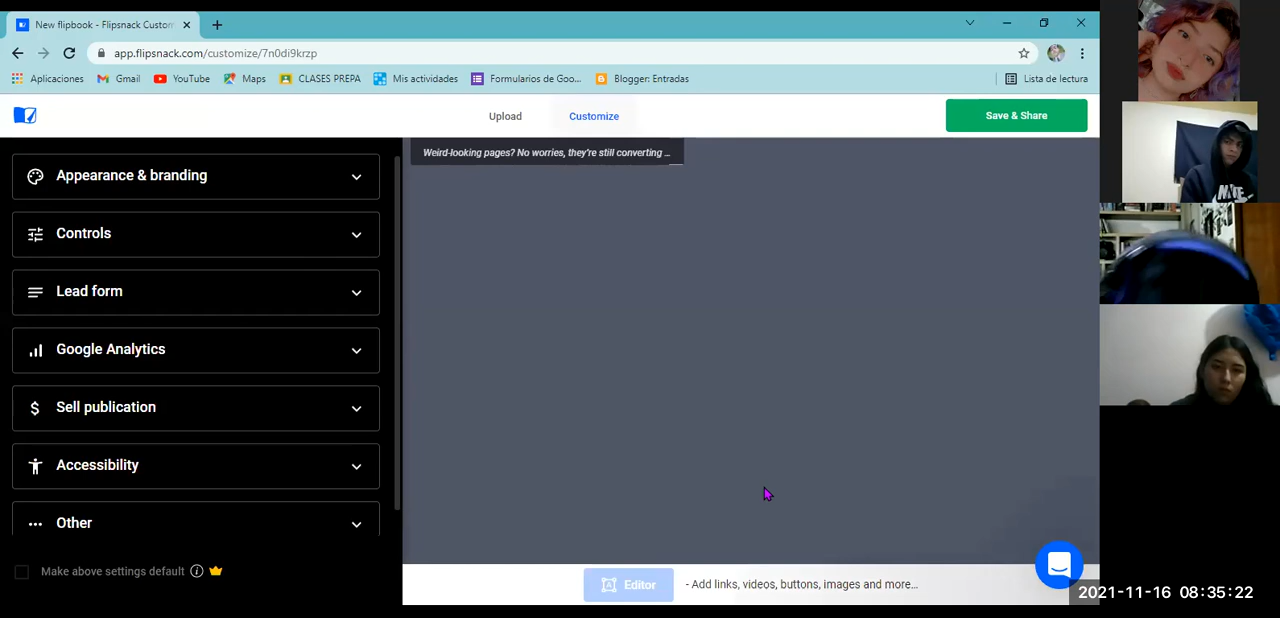 New flipbook - Flipsnack Custom
app.flipsnack.com/customize/7n0di9krzp
Aplicaciones Gmail YouTube Maps CLASES PREPA Mis actividades Formularios de Goo... Blogger: Entradas Lista de lectura
Upload Customize Save & Share
Weird-looking pages? No worries, they're still converting ...
Appearance & branding
Controls
Lead form
Google Analytics
Sell publication
Accessibility
Other
Make above settings default
Editor - Add links, videos, buttons, images and more...
NIKE
2021-11-16 08:35:22